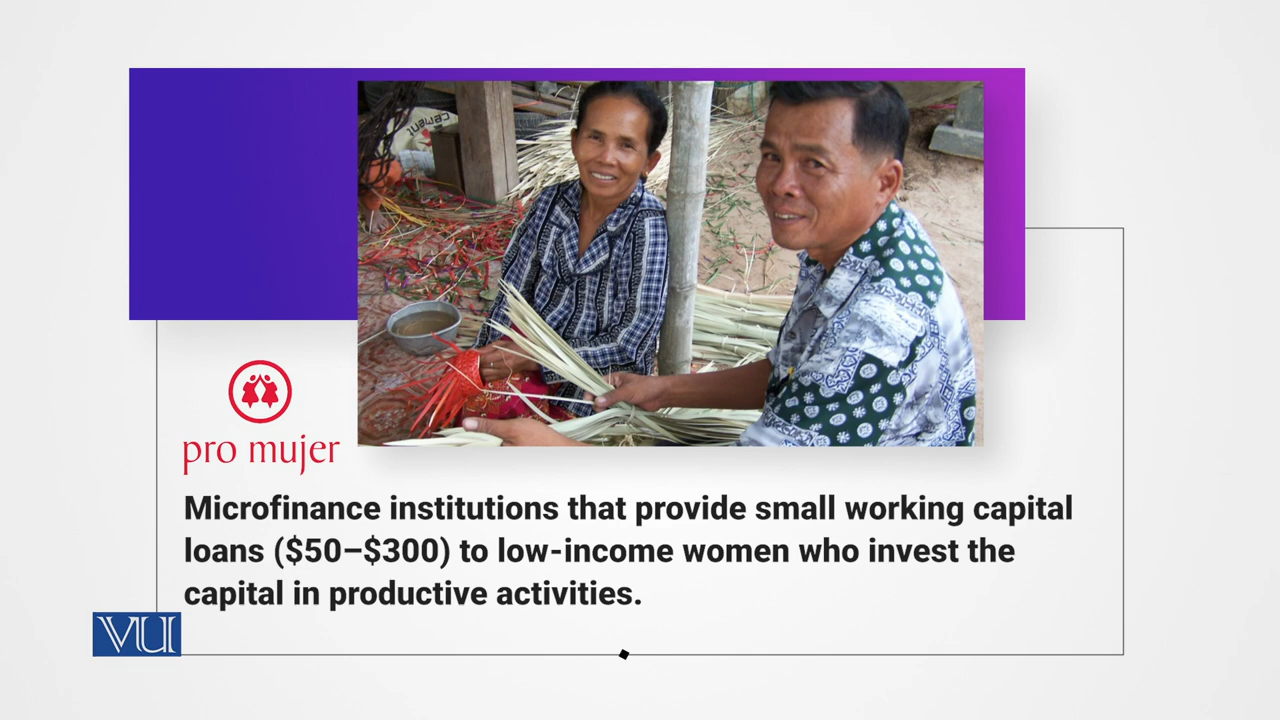 cement
pro mujer
Microfinance institutions that provide small working capital
loans ($50–$300) to low-income women who invest the
capital in productive activities.
VU